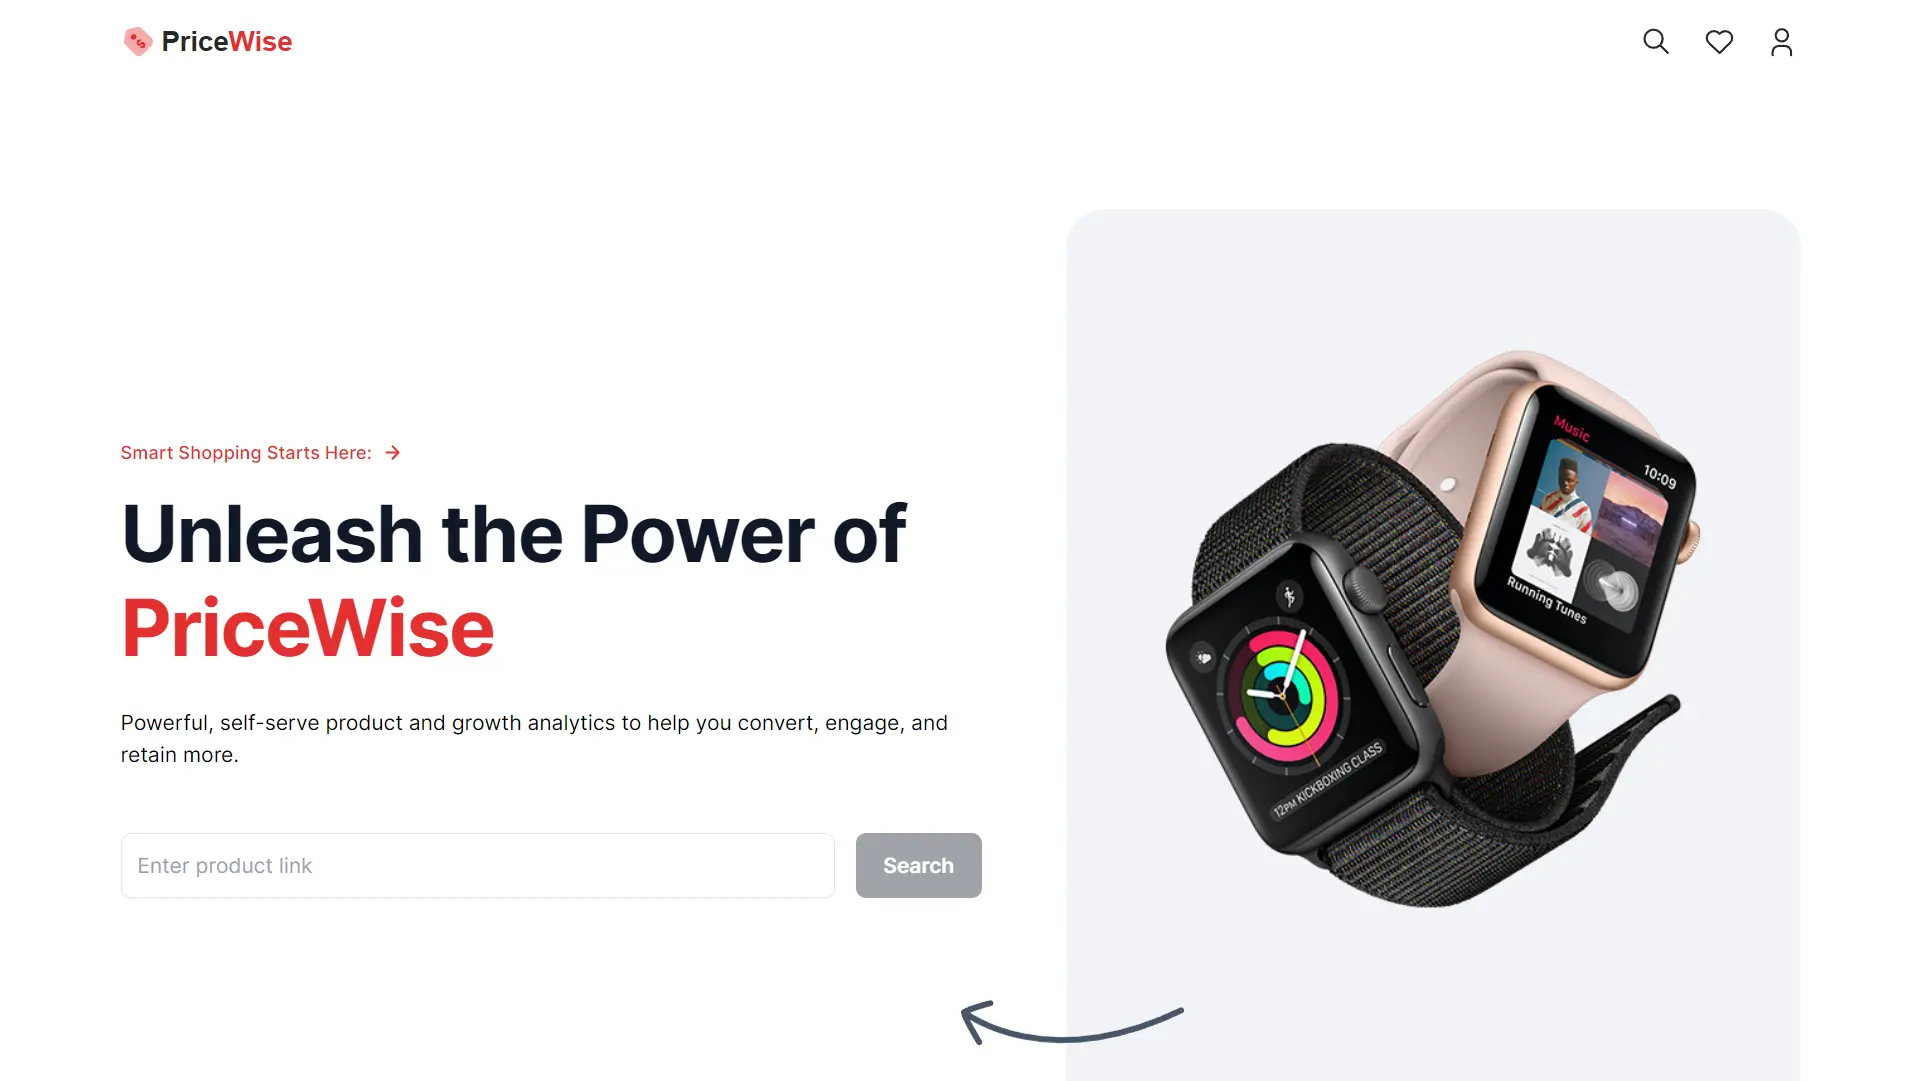 PriceWise
Smart Shopping Starts Here:
Unleash the Power of
PriceWise
Powerful, self-serve product and growth analytics to help you convert, engage, and
retain more.
Enter product link
Search
Music
10:09
Running Tunes
12PM KICKBOXING CLASS